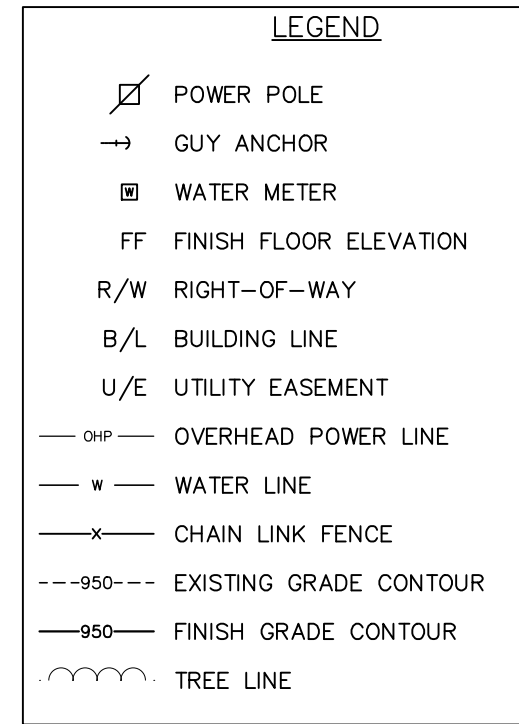 LEGEND
POWER POLE
GUY ANCHOR
W WATER METER
FF FINISH FLOOR ELEVATION
R/W RIGHT-OF-WAY
B/L BUILDING LINE
U/E UTILITY EASEMENT
OHP OVERHEAD POWER LINE
W WATER LINE
X CHAIN LINK FENCE
---950--- EXISTING GRADE CONTOUR
950 FINISH GRADE CONTOUR
TREE LINE